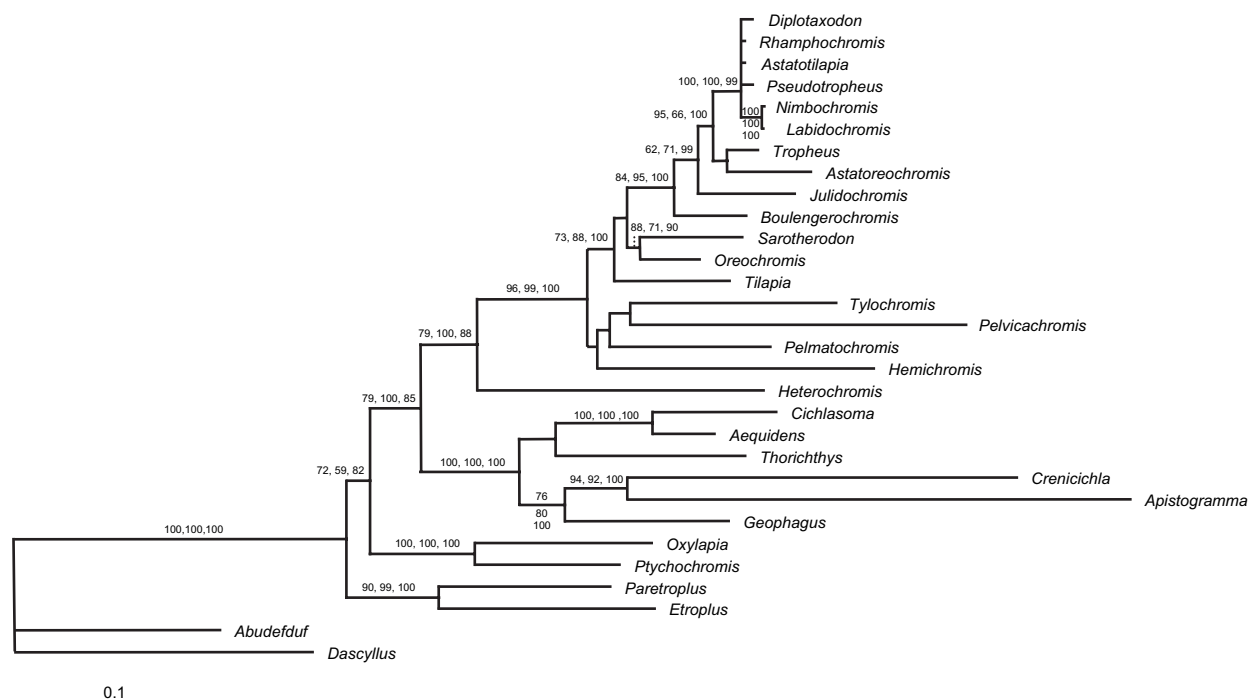 Diplotaxodon
Rhamphochromis
Astatotilapia
100, 100, 99
Pseudotropheus
100
Nimbochromis
95, 66, 100
100
Labidochromis
100
Tropheus
62, 71, 99
Astatoreochromis
84, 95, 100
Julidochromis
Boulengerochromis
88, 71, 90
73, 88, 100
Sarotherodon
Oreochromis
Tilapia
96, 99, 100
Tylochromis
Pelvicachromis
79, 100, 88
Pelmatochromis
Hemichromis
Heterochromis
79, 100, 85
Cichlasoma
100, 100 ,100
Aequidens
Thorichthys
100, 100, 100
72, 59, 82
94, 92, 100
Crenicichla
76
Apistogramma
80
100
Geophagus
100,100,100
100, 100, 100
Oxylapia
Ptychochromis
90, 99, 100
Paretroplus
Etroplus
Abudefduf
Dascyllus
0.1